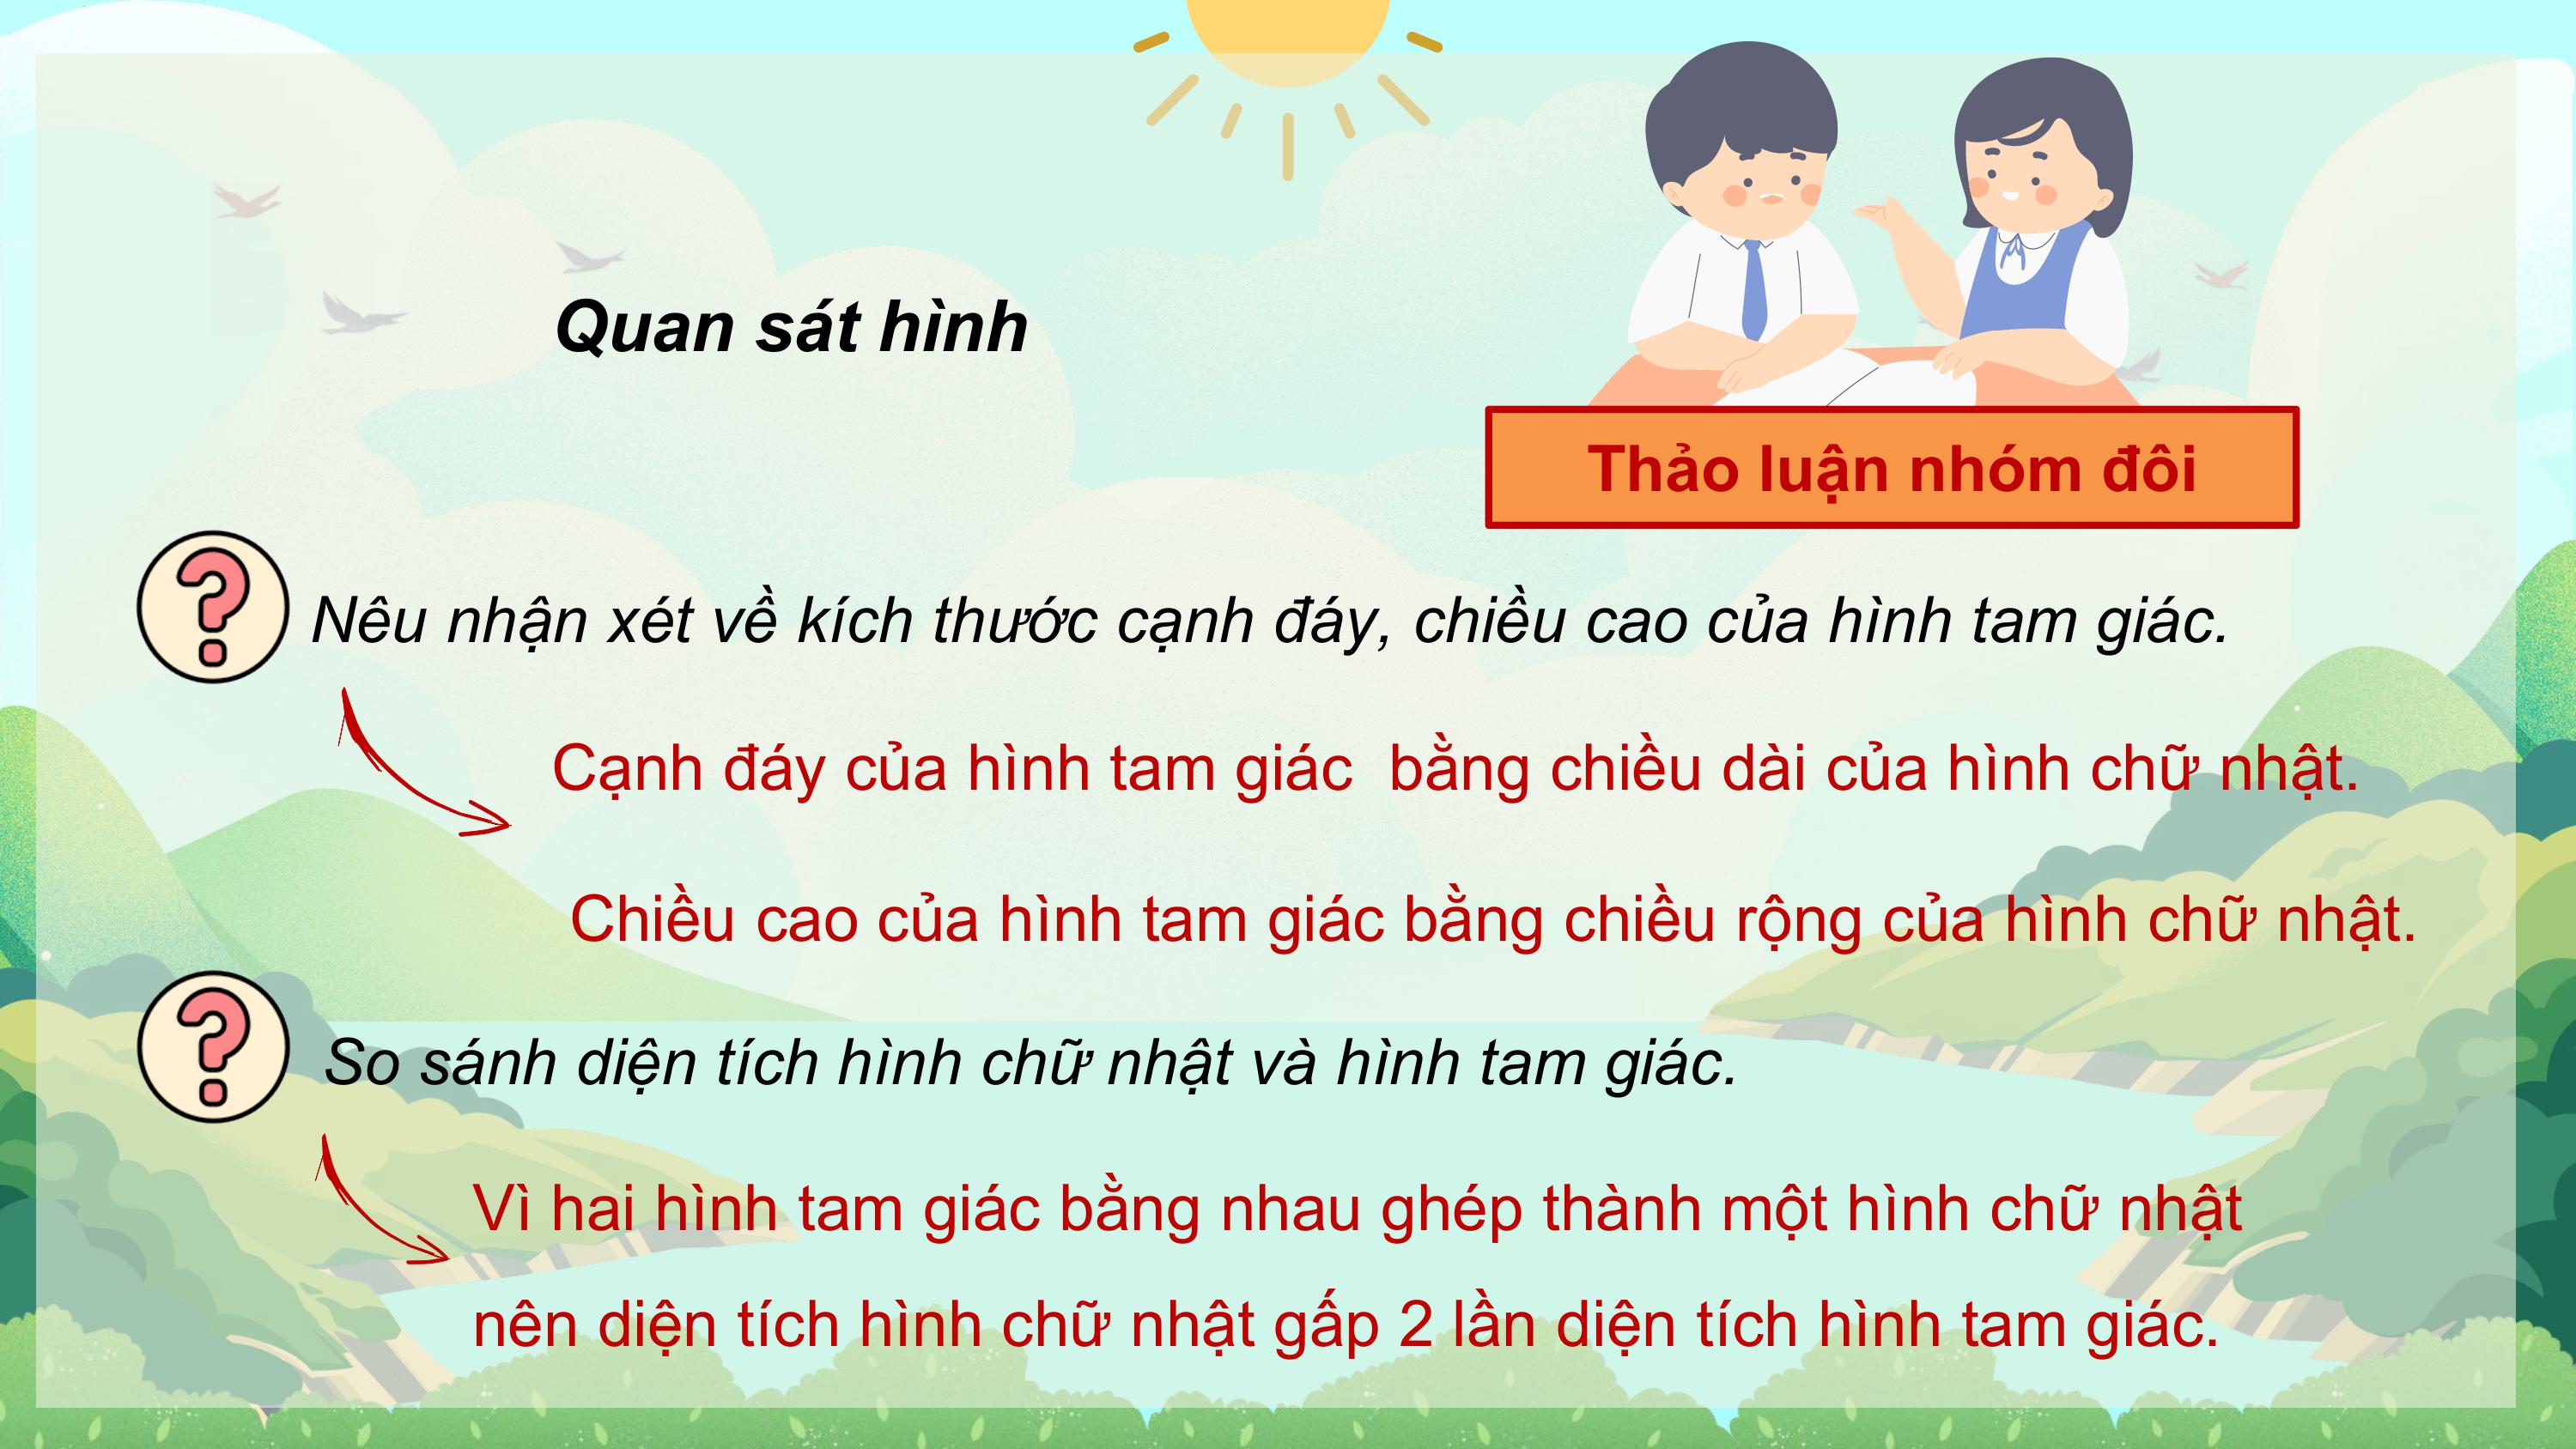 Quan sát hình
Thảo luận nhóm đôi
Nêu nhận xét về kích thước cạnh đáy, chiều cao của hình tam giác.
Cạnh đáy của hình tam giác  bằng chiều dài của hình chữ nhật.
Chiều cao của hình tam giác bằng chiều rộng của hình chữ nhật.
So sánh diện tích hình chữ nhật và hình tam giác.
Vì hai hình tam giác bằng nhau ghép thành một hình chữ nhật
nên diện tích hình chữ nhật gấp 2 lần diện tích hình tam giác.